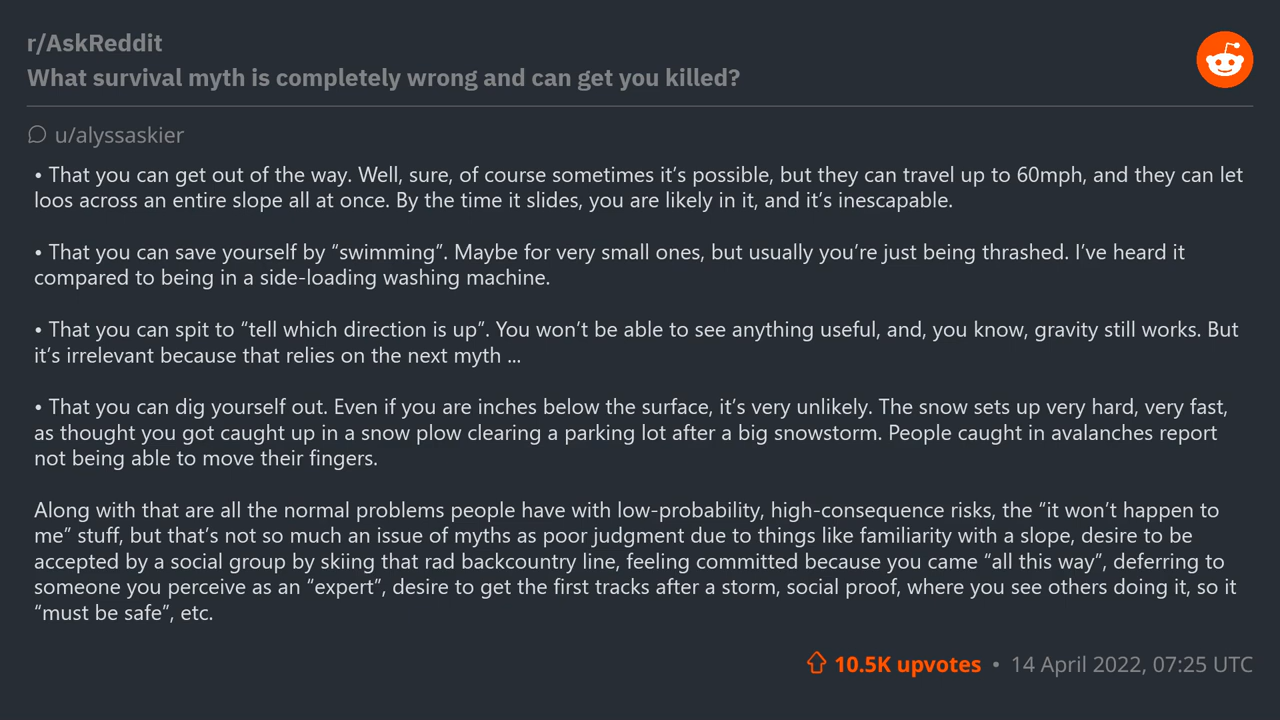 r/AskReddit
What survival myth is completely wrong and can get you killed?
u/alyssaskier
• That you can get out of the way. Well, sure, of course sometimes it’s possible, but they can travel up to 60mph, and they can let
loos across an entire slope all at once. By the time it slides, you are likely in it, and it’s inescapable.
• That you can save yourself by “swimming”. Maybe for very small ones, but usually you’re just being thrashed. I’ve heard it
compared to being in a side-loading washing machine.
• That you can spit to “tell which direction is up”. You won’t be able to see anything useful, and, you know, gravity still works. But
it’s irrelevant because that relies on the next myth ...
• That you can dig yourself out. Even if you are inches below the surface, it’s very unlikely. The snow sets up very hard, very fast,
as thought you got caught up in a snow plow clearing a parking lot after a big snowstorm. People caught in avalanches report
not being able to move their fingers.
Along with that are all the normal problems people have with low-probability, high-consequence risks, the “it won’t happen to
me” stuff, but that’s not so much an issue of myths as poor judgment due to things like familiarity with a slope, desire to be
accepted by a social group by skiing that rad backcountry line, feeling committed because you came “all this way”, deferring to
someone you perceive as an “expert”, desire to get the first tracks after a storm, social proof, where you see others doing it, so it
“must be safe”, etc.
10.5K upvotes • 14 April 2022, 07:25 UTC